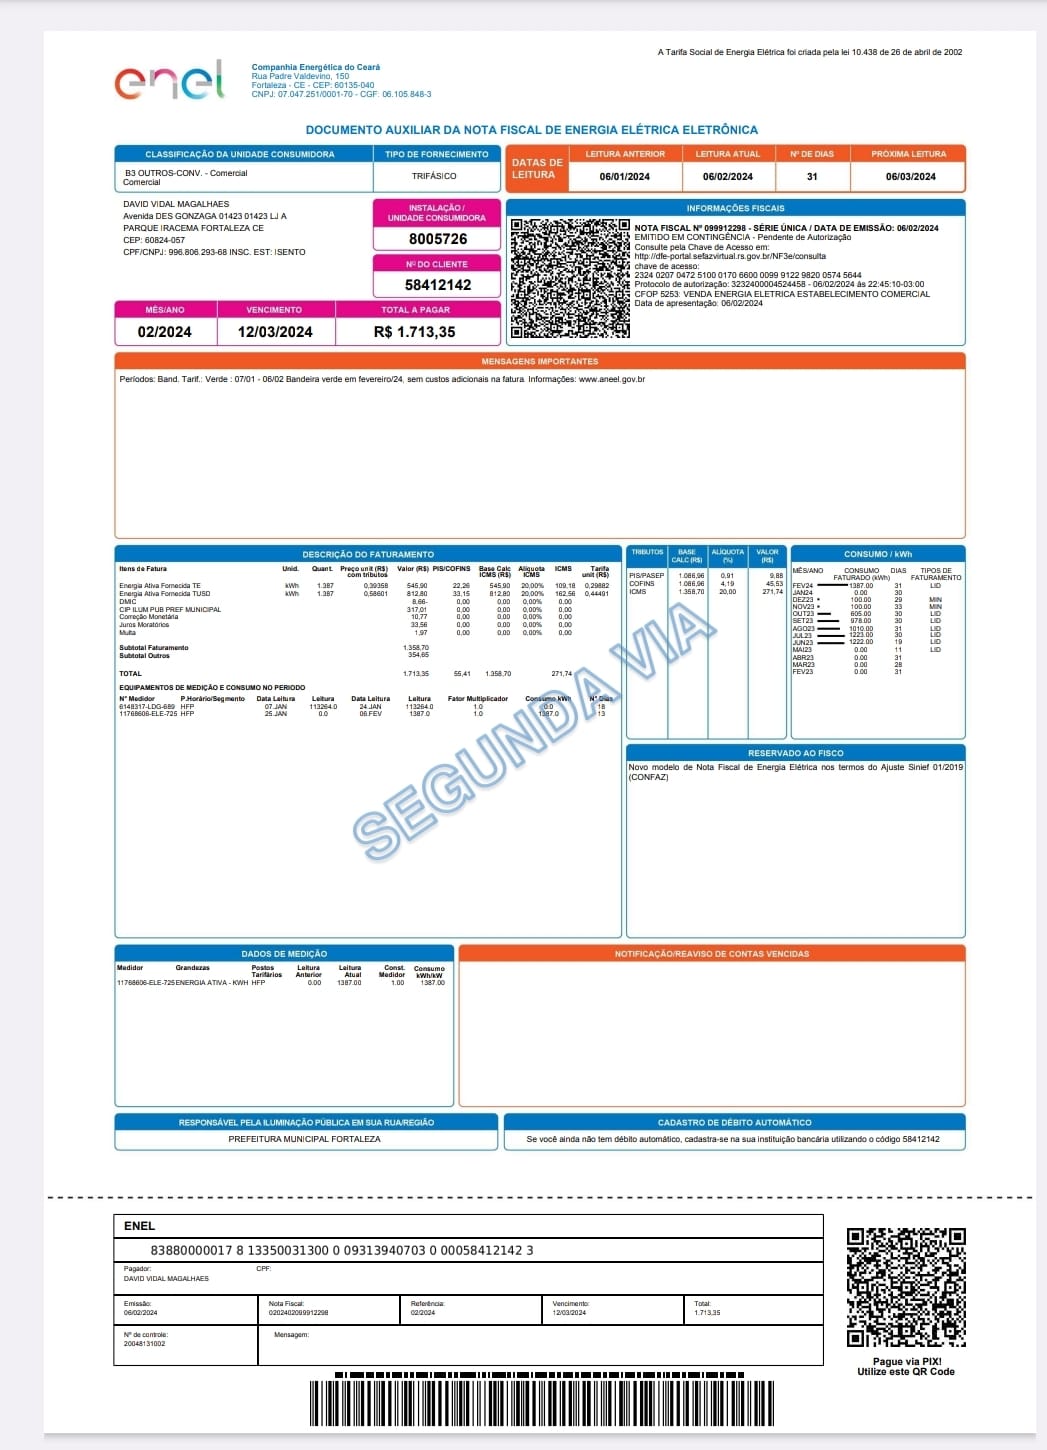 A Tarifa Social de Energia Elétrica foi criada pela lei 10.438 de 26 de abril de 2002
enel
Companhia Energética do Ceará
Rua Padre Valdevino, 150
Fortaleza - CE - CEP: 60135-040
CNPJ: 07.047.251/0001-70 - CGF: 06.105.848-3
DOCUMENTO AUXILIAR DA NOTA FISCAL DE ENERGIA ELÉTRICA ELETRÔNICA
CLASSIFICAÇÃO DA UNIDADE CONSUMIDORA
B3 OUTROS-CONV. - Comercial
Comercial
TIPO DE FORNECIMENTO
TRIFÁSICO
DATAS DE LEITURA
LEITURA ANTERIOR LEITURA ATUAL Nº DE DIAS PRÓXIMA LEITURA
06/01/2024 06/02/2024 31 06/03/2024
DAVID VIDAL MAGALHAES
Avenida DES GONZAGA 01423 01423 LJ A
PARQUE IRACEMA FORTALEZA CE
CEP: 60824-057
CPF/CNPJ: 996.806.293-68 INSC. EST: ISENTO
INSTALAÇÃO / UNIDADE CONSUMIDORA
8005726
Nº DO CLIENTE
58412142
MÊS/ANO VENCIMENTO TOTAL A PAGAR
02/2024 12/03/2024 R$ 1.713,35
INFORMAÇÕES FISCAIS
NOTA FISCAL Nº 099912298 - SÉRIE ÚNICA / DATA DE EMISSÃO: 06/02/2024
EMITIDO EM CONTINGÊNCIA - Pendente de Autorização
Consulte pela Chave de Acesso em:
http://dfe-portal.sefazvirtual.rs.gov.br/NF3e/consulta
chave de acesso:
2324 0207 0472 5100 0170 6600 0099 9122 9820 0574 5644
Protocolo de autorização: 3232400004524458 - 06/02/2024 às 22:45:10-03:00
CFOP 5253: VENDA ENERGIA ELETRICA ESTABELECIMENTO COMERCIAL
Data de apresentação: 06/02/2024
MENSAGENS IMPORTANTES
Períodos: Band. Tarif.: Verde : 07/01 - 06/02 Bandeira verde em fevereiro/24, sem custos adicionais na fatura. Informações: www.aneel.gov.br
DESCRIÇÃO DO FATURAMENTO
Itens de Fatura Unid. Quant. Preço unit (R$) com tributos Valor (R$) PIS/COFINS Base Calc ICMS (R$) Alíquota ICMS ICMS Tarifa unit (R$)
Energia Ativa Fornecida TE kWh 1.387 0,39358 545,90 22,26 545,90 20,00% 109,18 0,29882
Energia Ativa Fornecida TUSD kWh 1.387 0,58601 812,80 33,15 812,80 20,00% 162,56 0,44491
DMIC 8,66- 0,00 0,00 0,00% 0,00
CIP ILUM PUB PREF MUNICIPAL 317,01 0,00 0,00 0,00% 0,00
Correção Monetária 10,77 0,00 0,00 0,00% 0,00
Juros Moratórios 33,56 0,00 0,00 0,00% 0,00
Multa 1,97 0,00 0,00 0,00% 0,00
Subtotal Faturamento 1.358,70
Subtotal Outros 354,65
TOTAL 1.713,35 55,41 1.358,70 271,74
EQUIPAMENTOS DE MEDIÇÃO E CONSUMO NO PERIODO
N° Medidor P.Horário/Segmento Data Leitura Leitura Data Leitura Leitura Fator Multiplicador Consumo kWh N° Dias
6148317-LDG-689 HFP 07.JAN 113264.0 24.JAN 113264.0 1.0 0.0 18
11768606-ELE-725 HFP 25.JAN 0.0 06.FEV 1387.0 1.0 1387.0 13
TRIBUTOS BASE CALC (R$) ALÍQUOTA (%) VALOR (R$)
PIS/PASEP 1.086,96 0,91 9,88
COFINS 1.086,96 4,19 45,53
ICMS 1.358,70 20,00 271,74
CONSUMO / kWh
MÊS/ANO CONSUMO FATURADO (kWh) DIAS TIPOS DE FATURAMENTO
FEV24 1387.00 31 LID
JAN24 0.00 30
DEZ23 100.00 29 MIN
NOV23 100.00 33 MIN
OUT23 605.00 30 LID
SET23 978.00 30 LID
AGO23 1010.00 31 LID
JUL23 1223.00 30 LID
JUN23 1222.00 19 LID
MAI23 0.00 11 LID
ABR23 0.00 31
MAR23 0.00 28
FEV23 0.00 31
SEGUNDA VIA
RESERVADO AO FISCO
Novo modelo de Nota Fiscal de Energia Elétrica nos termos do Ajuste Sinief 01/2019
(CONFAZ)
DADOS DE MEDIÇÃO
Medidor Grandezas Postos Tarifários Leitura Anterior Leitura Atual Const. Medidor Consumo kWh/kW
11768606-ELE-725 ENERGIA ATIVA - KWH HFP 0.00 1387.00 1.00 1387.00
NOTIFICAÇÃO/REAVISO DE CONTAS VENCIDAS
RESPONSÁVEL PELA ILUMINAÇÃO PÚBLICA EM SUA RUA/REGIÃO
PREFEITURA MUNICIPAL FORTALEZA
CADASTRO DE DÉBITO AUTOMÁTICO
Se você ainda não tem débito automático, cadastra-se na sua instituição bancária utilizando o código 58412142
ENEL
83880000017 8 13350031300 0 09313940703 0 00058412142 3
Pagador: CPF:
DAVID VIDAL MAGALHAES
Emissão: Nota Fiscal: Referência: Vencimento: Total:
06/02/2024 0202402099912298 02/2024 12/03/2024 1.713,35
Nº de controle: Mensagem:
20048131002
Pague via PIX!
Utilize este QR Code